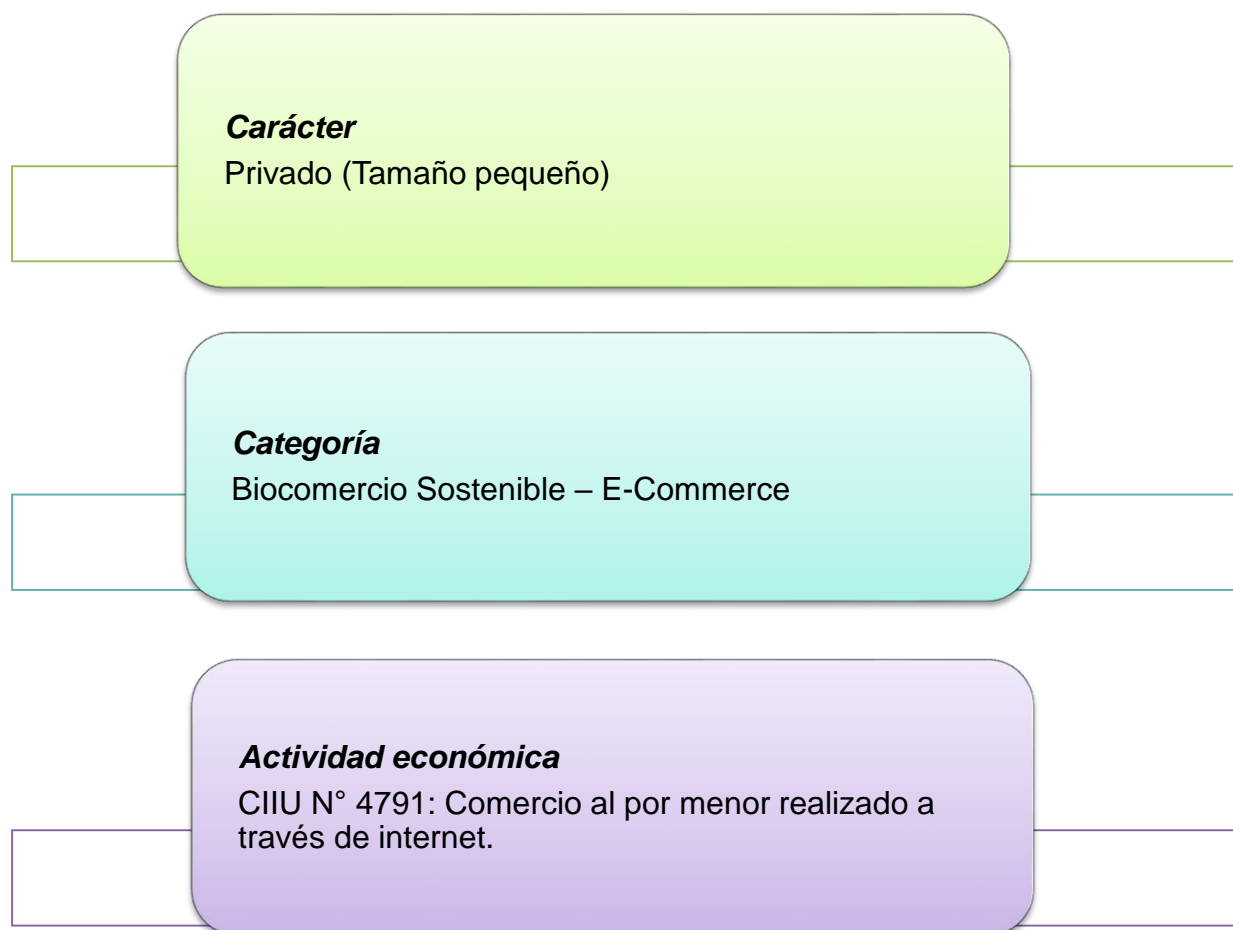 Carácter
Privado (Tamaño pequeño)
Categoría
Biocomercio Sostenible – E-Commerce
Actividad económica
CIIU N° 4791: Comercio al por menor realizado a
través de internet.